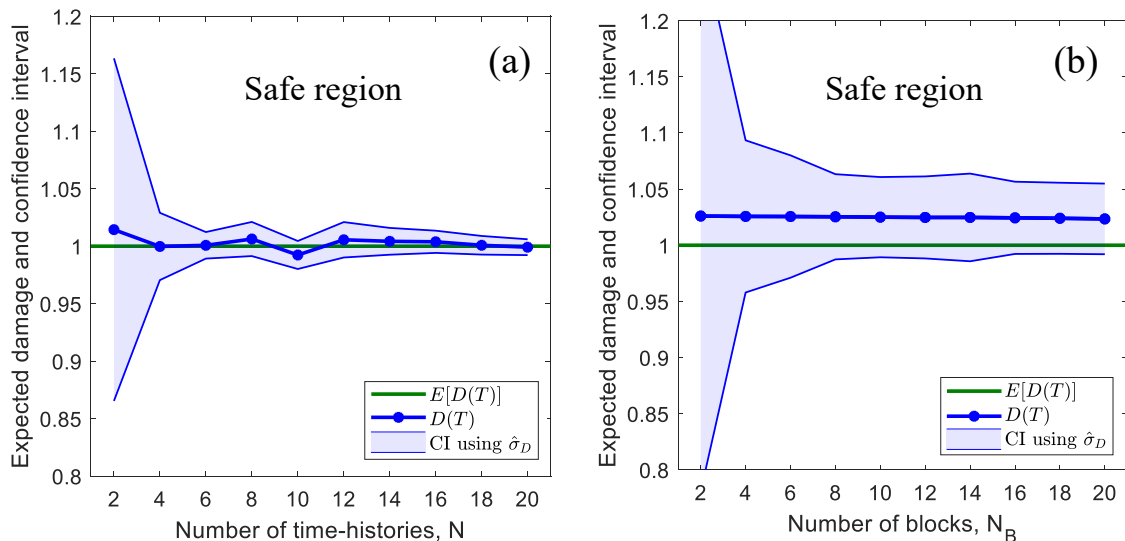 1.2
1.15
1.1
1.05
1
0.95
0.9
0.85
0.8
Expected damage and confidence interval
(a)
Safe region
E[D(T)]
D(T)
CI using σ̂_D
2 4 6 8 10 12 14 16 18 20
Number of time-histories, N
1.2
1.15
1.1
1.05
1
0.95
0.9
0.85
0.8
Expected damage and confidence interval
(b)
Safe region
E[D(T)]
D(T)
CI using σ̂_D
2 4 6 8 10 12 14 16 18 20
Number of blocks, N_B